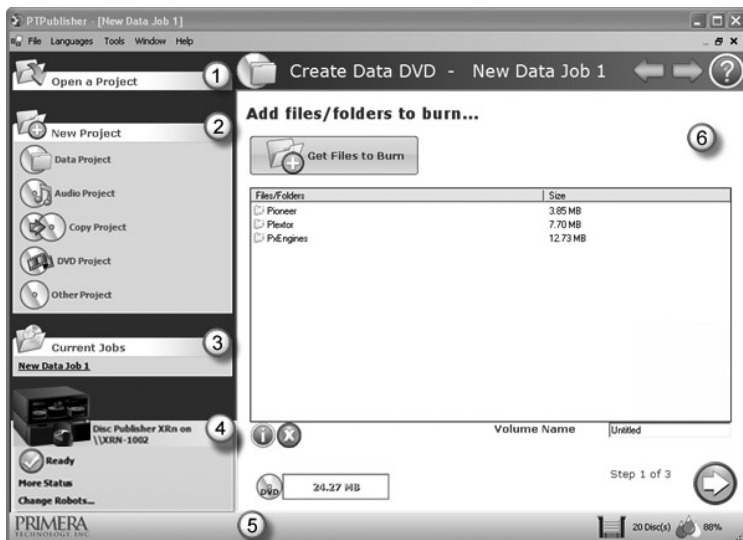 PTPublisher - [New Data Job 1]
File Languages Tools Window Help
Open a Project
1
New Project
2
Data Project
Audio Project
Copy Project
DVD Project
Other Project
Current Jobs
3
New Data Job 1
Disc Publisher XRn on
\\XRN-1002
4
Ready
More Status
Change Robots...
PRIMERA
TECHNOLOGY, INC.
5
Create Data DVD - New Data Job 1
?
Add files/folders to burn...
6
Get Files to Burn
Files/Folders Size
Pioneer 3.85 MB
Plextor 7.70 MB
PxEngines 12.73 MB
i X
Volume Name Untitled
DVD 24.27 MB
Step 1 of 3
20 Disc(s) 88%